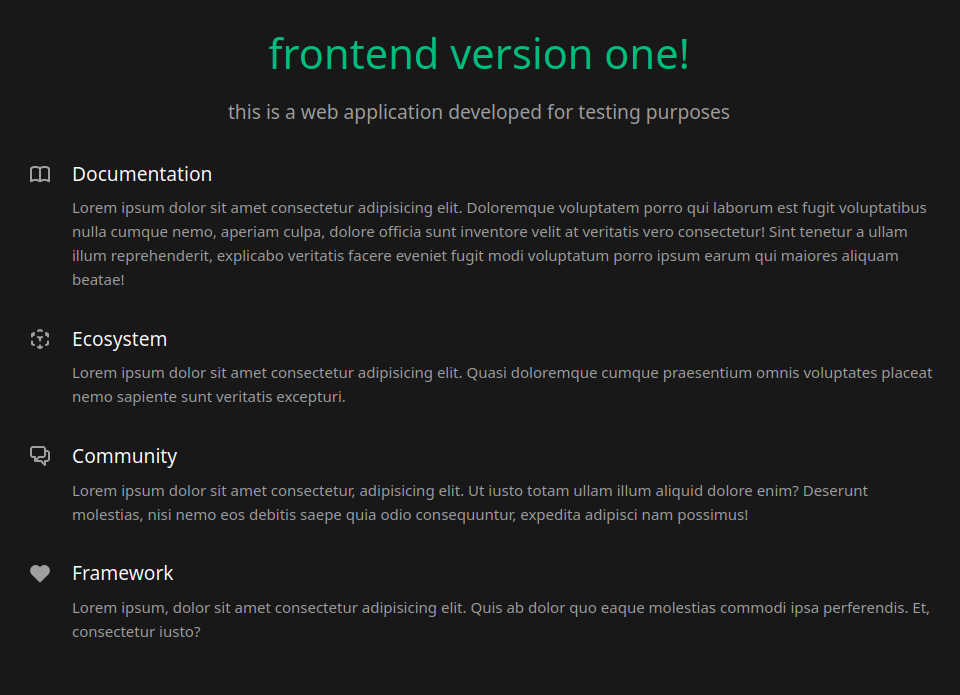 frontend version one!
this is a web application developed for testing purposes
Documentation
Lorem ipsum dolor sit amet consectetur adipisicing elit. Doloremque voluptatem porro qui laborum est fugit voluptatibus
nulla cumque nemo, aperiam culpa, dolore officia sunt inventore velit at veritatis vero consectetur! Sint tenetur a ullam
illum reprehenderit, explicabo veritatis facere eveniet fugit modi voluptatum porro ipsum earum qui maiores aliquam
beatae!
Ecosystem
Lorem ipsum dolor sit amet consectetur adipisicing elit. Quasi doloremque cumque praesentium omnis voluptates placeat
nemo sapiente sunt veritatis excepturi.
Community
Lorem ipsum dolor sit amet consectetur, adipisicing elit. Ut iusto totam ullam illum aliquid dolore enim? Deserunt
molestias, nisi nemo eos debitis saepe quia odio consequuntur, expedita adipisci nam possimus!
Framework
Lorem ipsum, dolor sit amet consectetur adipisicing elit. Quis ab dolor quo eaque molestias commodi ipsa perferendis. Et,
consectetur iusto?